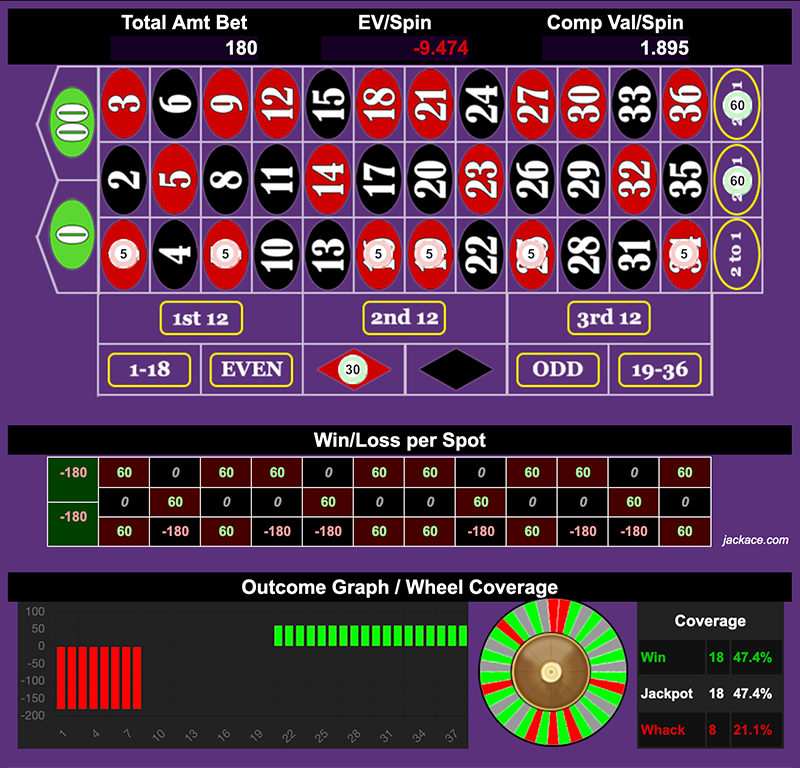 Total Amt Bet EV/Spin Comp Val/Spin
180 -9.474 1.895
00 3 6 9 12 15 18 21 24 27 30 33 36 60
0 2 5 8 11 14 17 20 23 26 29 32 35 60
5 4 5 10 13 5 5 22 5 28 31 5 2 to 1
1st 12 2nd 12 3rd 12
1-18 EVEN 30 ODD 19-36
Win/Loss per Spot
-180 60 0 60 60 0 60 60 0 60 60 0 60
0 60 0 0 60 0 0 60 0 0 60 0
-180 60 -180 60 -180 -180 60 60 -180 60 -180 -180 60
jackace.com
Outcome Graph / Wheel Coverage
100
50
0
-50
-100
-150
-200
1 4 7 10 13 16 19 22 25 28 31 34 37
Coverage
Win 18 47.4%
Jackpot 18 47.4%
Whack 8 21.1%